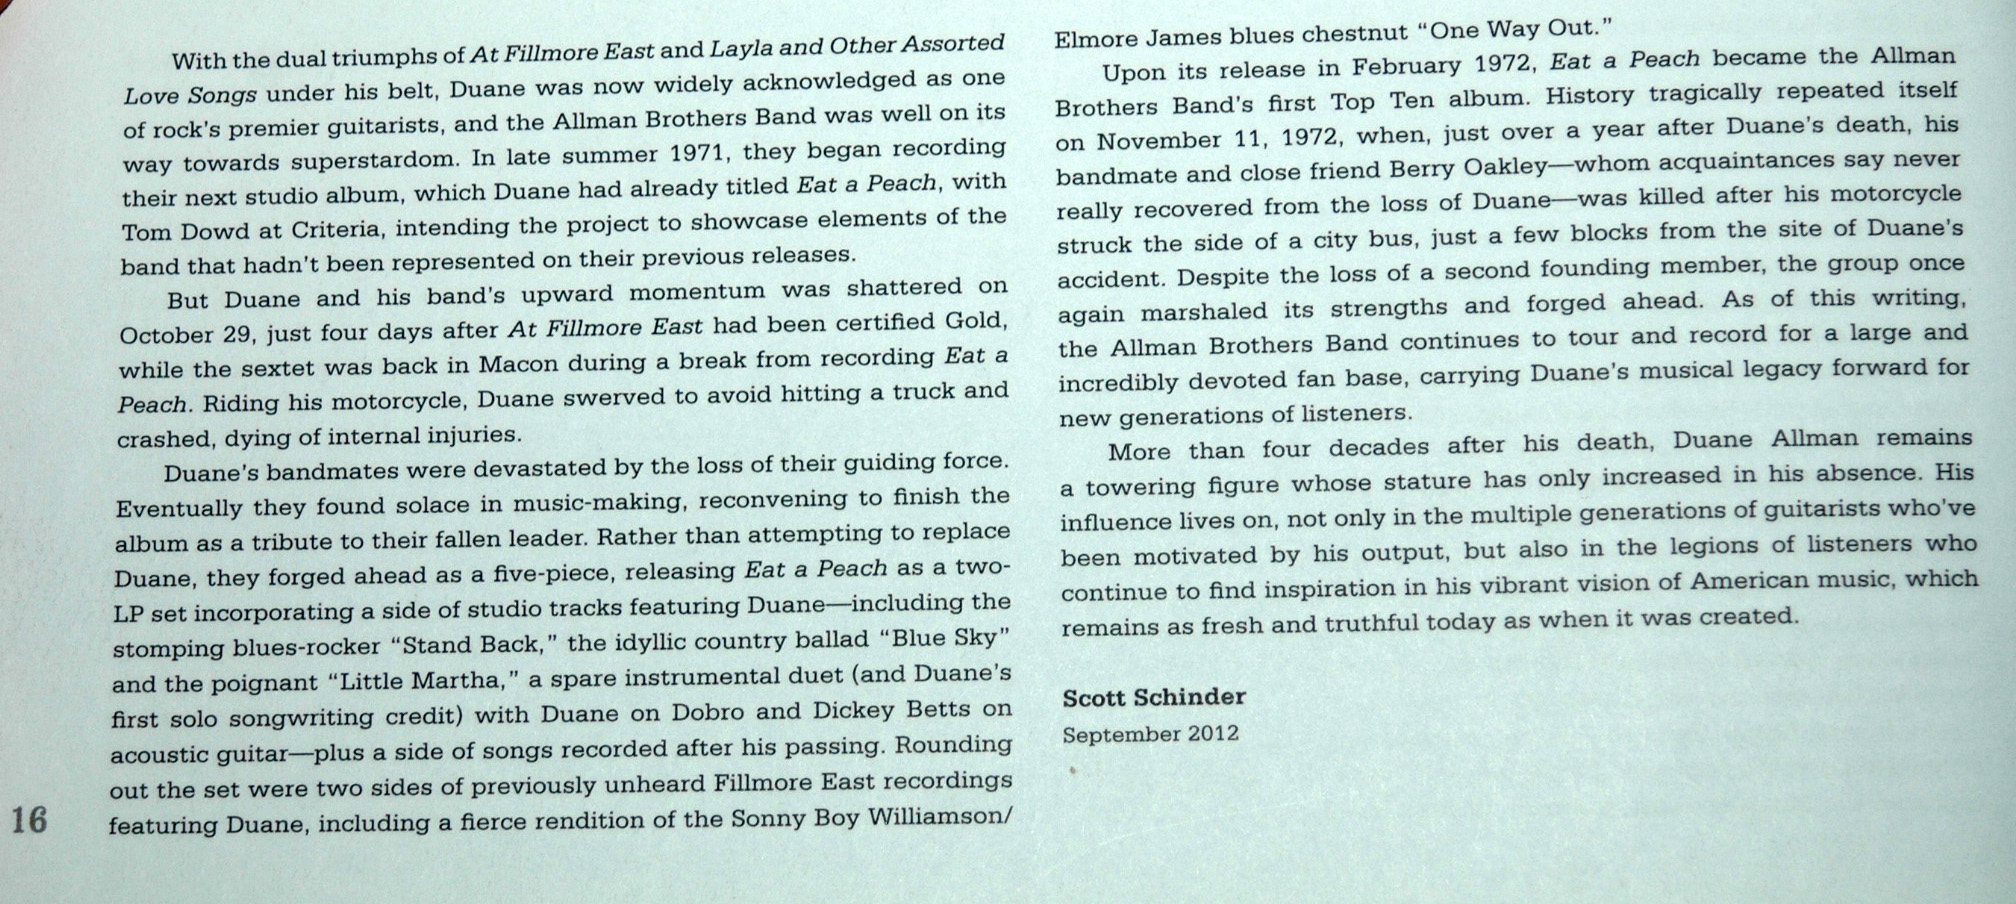 With the dual triumphs of At Fillmore East and Layla and Other Assorted
Love Songs under his belt, Duane was now widely acknowledged as one
of rock's premier guitarists, and the Allman Brothers Band was well on its
way towards superstardom. In late summer 1971, they began recording
their next studio album, which Duane had already titled Eat a Peach, with
Tom Dowd at Criteria, intending the project to showcase elements of the
band that hadn't been represented on their previous releases.
But Duane and his band's upward momentum was shattered on
October 29, just four days after At Fillmore East had been certified Gold,
while the sextet was back in Macon during a break from recording Eat a
Peach. Riding his motorcycle, Duane swerved to avoid hitting a truck and
crashed, dying of internal injuries.
Duane's bandmates were devastated by the loss of their guiding force.
Eventually they found solace in music-making, reconvening to finish the
album as a tribute to their fallen leader. Rather than attempting to replace
Duane, they forged ahead as a five-piece, releasing Eat a Peach as a two-
LP set incorporating a side of studio tracks featuring Duane—including the
stomping blues-rocker “Stand Back,” the idyllic country ballad “Blue Sky”
and the poignant “Little Martha,” a spare instrumental duet (and Duane's
first solo songwriting credit) with Duane on Dobro and Dickey Betts on
acoustic guitar—plus a side of songs recorded after his passing. Rounding
out the set were two sides of previously unheard Fillmore East recordings
featuring Duane, including a fierce rendition of the Sonny Boy Williamson/
16
Elmore James blues chestnut “One Way Out.”
Upon its release in February 1972, Eat a Peach became the Allman
Brothers Band's first Top Ten album. History tragically repeated itself
on November 11, 1972, when, just over a year after Duane's death, his
bandmate and close friend Berry Oakley—whom acquaintances say never
really recovered from the loss of Duane—was killed after his motorcycle
struck the side of a city bus, just a few blocks from the site of Duane's
accident. Despite the loss of a second founding member, the group once
again marshaled its strengths and forged ahead. As of this writing,
the Allman Brothers Band continues to tour and record for a large and
incredibly devoted fan base, carrying Duane's musical legacy forward for
new generations of listeners.
More than four decades after his death, Duane Allman remains
a towering figure whose stature has only increased in his absence. His
influence lives on, not only in the multiple generations of guitarists who've
been motivated by his output, but also in the legions of listeners who
continue to find inspiration in his vibrant vision of American music, which
remains as fresh and truthful today as when it was created.
Scott Schinder
September 2012